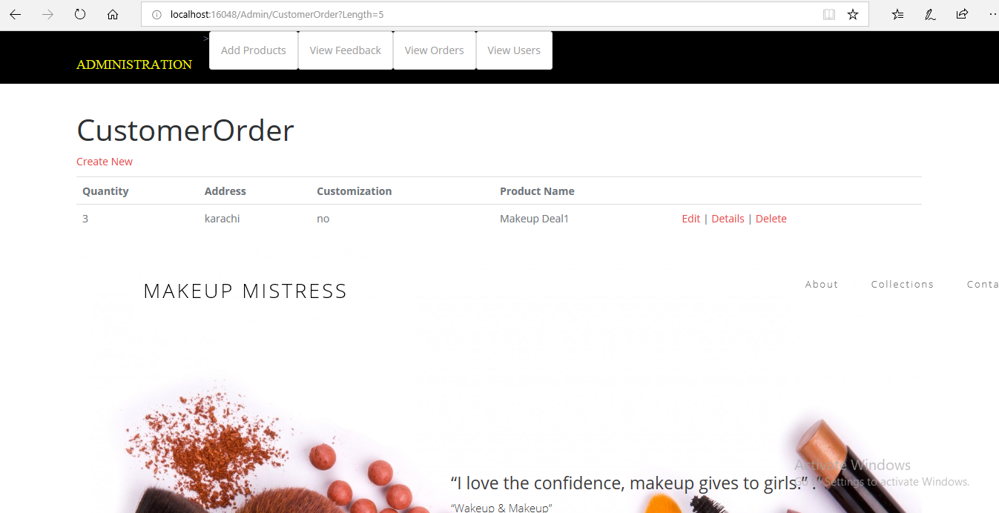 localhost:16048/Admin/CustomerOrder?Length=5
>
Add Products View Feedback View Orders View Users
ADMINISTRATION
CustomerOrder
Create New
Quantity Address Customization Product Name
3 karachi no Makeup Deal1 Edit | Details | Delete
MAKEUP MISTRESS About Collections Conta
“I love the confidence, makeup gives to girls.” .“
“Wakeup & Makeup”
Activate Windows
Go to Settings to activate Windows.